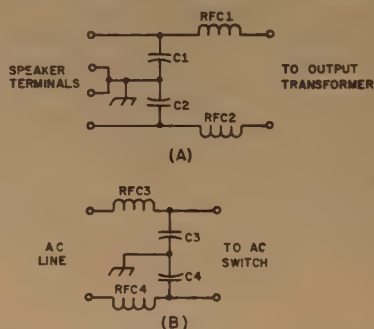 RFC1
C1
SPEAKER
TERMINALS
TO OUTPUT
TRANSFORMER
C2
RFC2
(A)
RFC3
C3
AC
LINE
TO AC
SWITCH
C4
RFC4
(B)